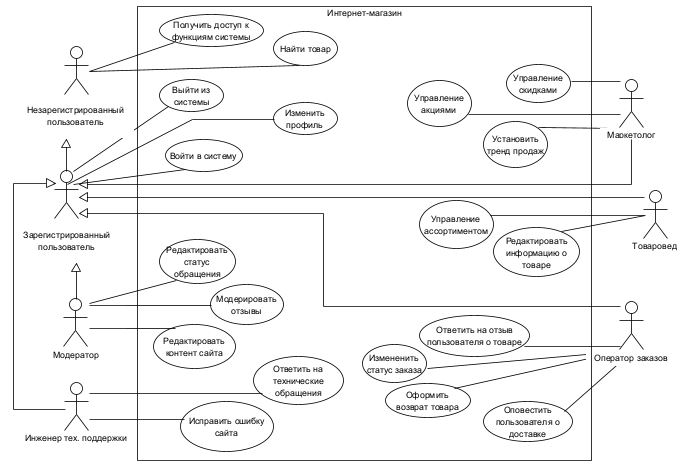 Интернет-магазин
Получить доступ к
функциям системы
Найти товар
Незарегистрированный
пользователь
Выйти из
системы
Изменить
профиль
Войти в систему
Управление
скидками
Управление
акциями
Установить
тренд продаж
Маркетолог
Зарегистрированный
пользователь
Управление
ассортиментом
Редактировать
информацию о
товаре
Товаровед
Редактировать
статус
обращения
Модерировать
отзывы
Редактировать
контент сайта
Модератор
Ответить на отзыв
пользователя о товаре
Измененить
статус заказа
Оформить
возврат товара
Оповестить
пользователя о
доставке
Оператор заказов
Ответить на
технические
обращения
Исправить ошибку
сайта
Инженер тех. поддержки